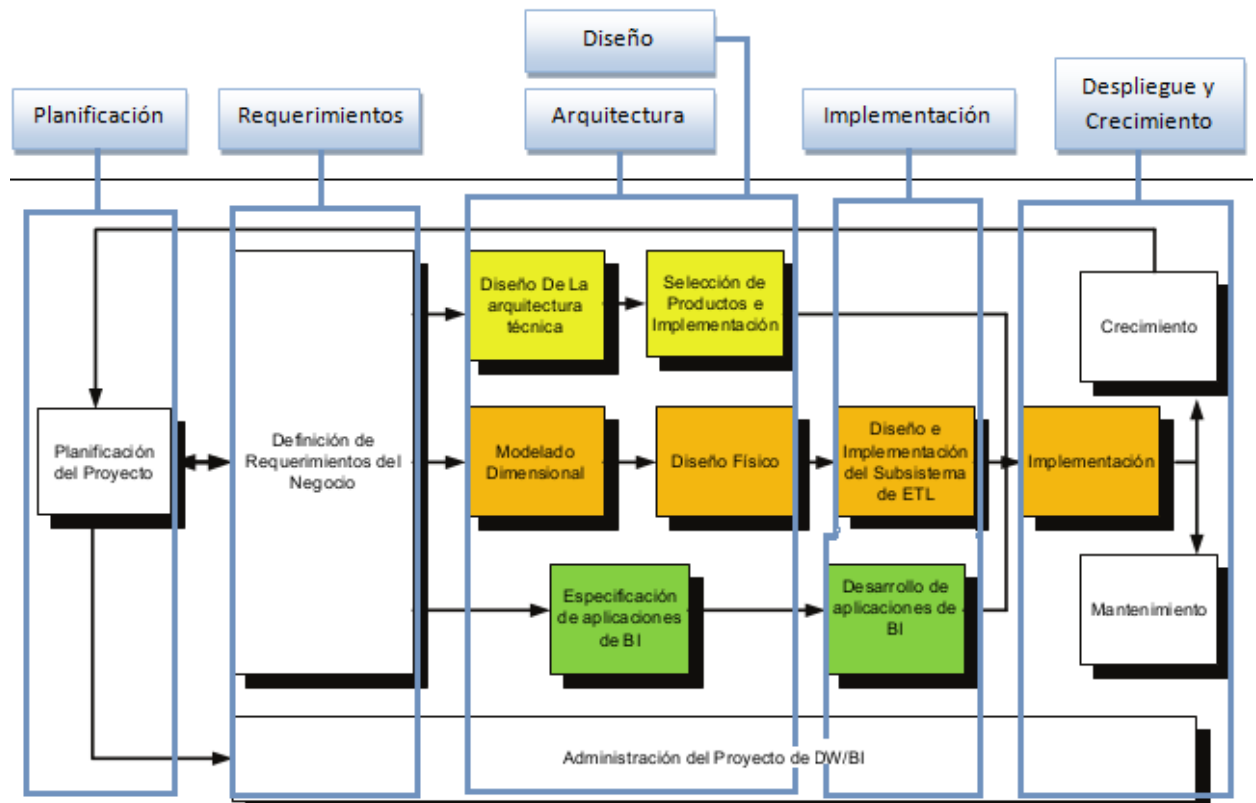 Diseño
Planificación
Requerimientos
Arquitectura
Implementación
Despliegue y
Crecimiento
Diseño De La
arquitectura
técnica
Selección de
Productos e
Implementación
Crecimiento
Planificación
del Proyecto
Definición de
Requerimientos del
Negocio
Modelado
Dimensional
Diseño Físico
Diseño e
Implementación
del Subsistema
de ETL
Implementación
Especificación
de aplicaciones
de BI
Desarrollo de
aplicaciones de
BI
Mantenimiento
Administración del Proyecto de DW/BI